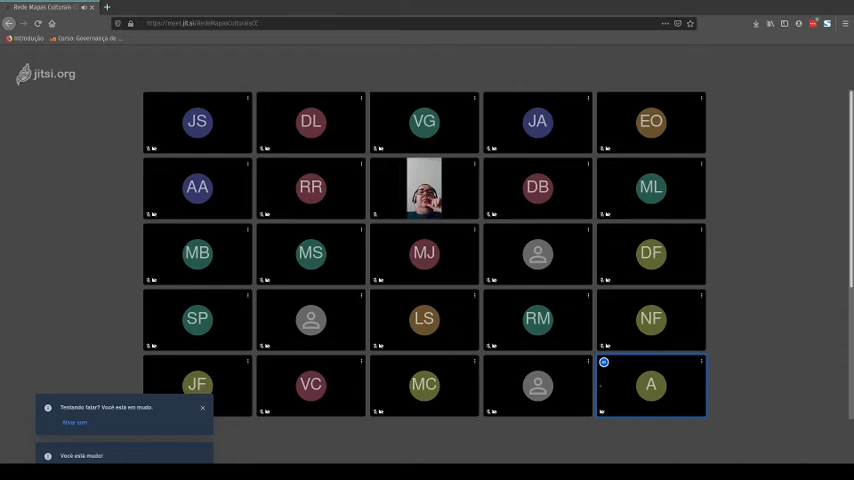 Rede Mapas Culturais C
https://meet.jit.si/RedeMapasCulturaisCE
Introdução
Curso: Governança de ...
jitsi.org
JS DL VG JA EO
AA RR DB ML
MB MS MJ DF
SP LS RM NF
JF VC MC A
Tentando falar? Você está em mudo.
Ativar som
Você está mudo!